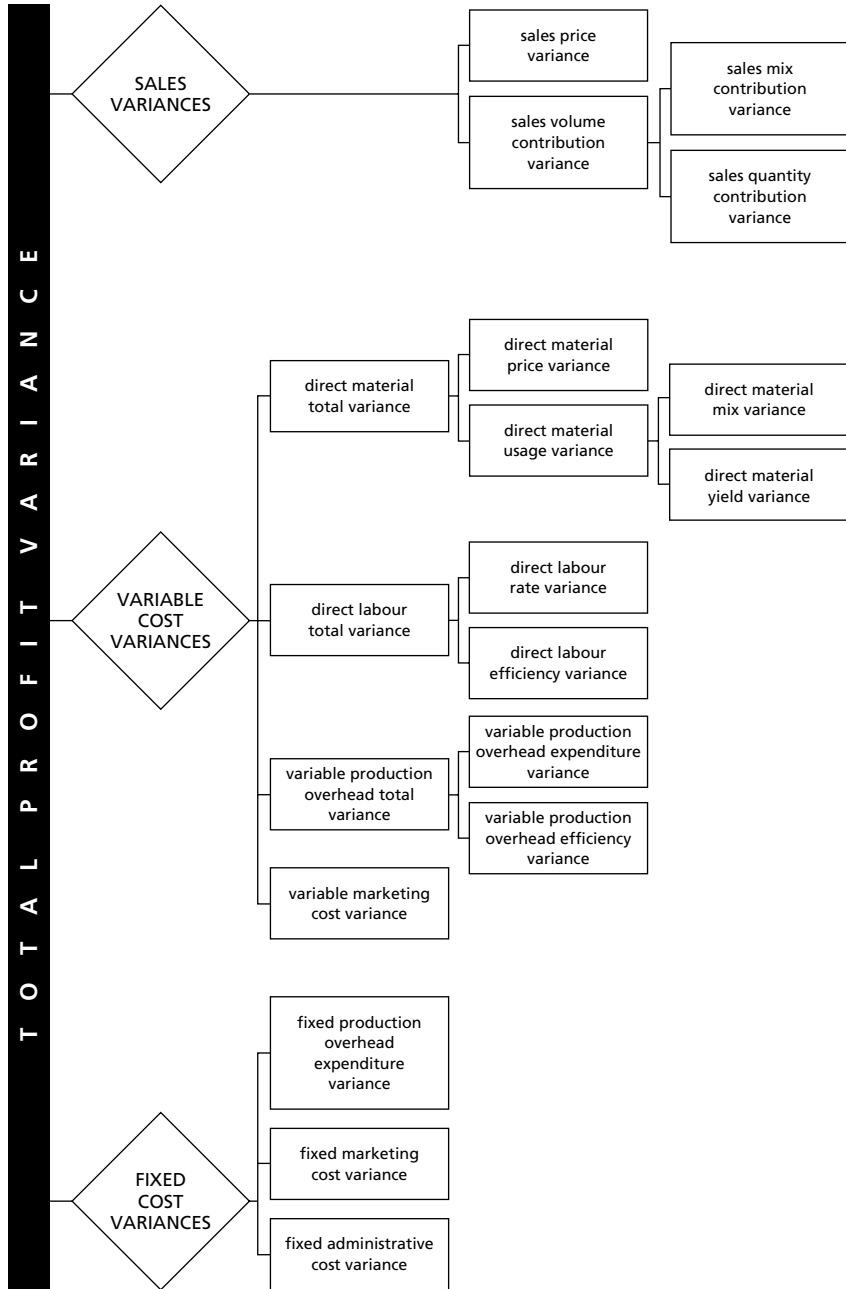 TOTAL PROFIT VARIANCE
SALES
VARIANCES
sales price
variance
sales volume
contribution
variance
sales mix
contribution
variance
sales quantity
contribution
variance
VARIABLE
COST
VARIANCES
direct material
total variance
direct material
price variance
direct material
usage variance
direct material
mix variance
direct material
yield variance
direct labour
total variance
direct labour
rate variance
direct labour
efficiency variance
variable production
overhead total
variance
variable production
overhead expenditure
variance
variable production
overhead efficiency
variance
variable marketing
cost variance
FIXED
COST
VARIANCES
fixed production
overhead
expenditure
variance
fixed marketing
cost variance
fixed administrative
cost variance